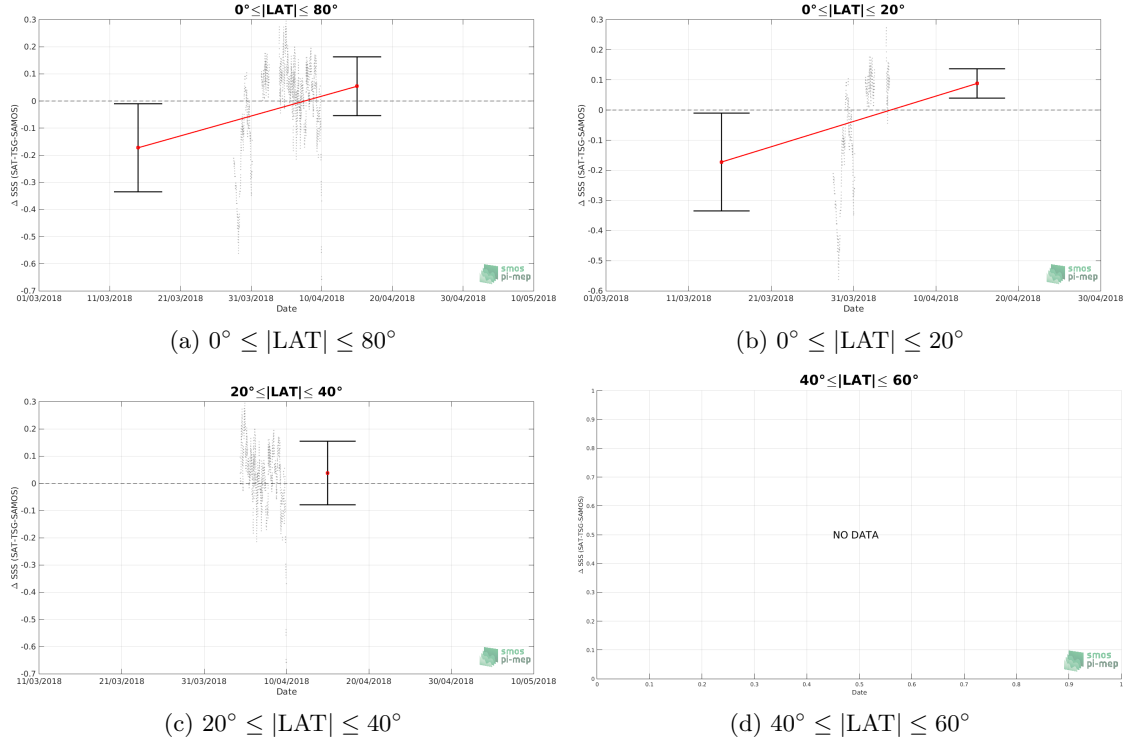 0°≤|LAT|≤ 80°
0.3
0.2
0.1
0
-0.1
-0.2
-0.3
-0.4
-0.5
-0.6
-0.7
Δ SSS (SAT-TSG-SAMOS)
01/03/2018 11/03/2018 21/03/2018 31/03/2018 10/04/2018 20/04/2018 30/04/2018 10/05/2018
Date
smos
pi-mep
(a) 0° ≤ |LAT| ≤ 80°
0°≤|LAT|≤ 20°
0.3
0.2
0.1
0
-0.1
-0.2
-0.3
-0.4
-0.5
-0.6
Δ SSS (SAT-TSG-SAMOS)
01/03/2018 11/03/2018 21/03/2018 31/03/2018 10/04/2018 20/04/2018 30/04/2018
Date
smos
pi-mep
(b) 0° ≤ |LAT| ≤ 20°
20°≤|LAT|≤ 40°
0.3
0.2
0.1
0
-0.1
-0.2
-0.3
-0.4
-0.5
-0.6
-0.7
Δ SSS (SAT-TSG-SAMOS)
11/03/2018 21/03/2018 31/03/2018 10/04/2018 20/04/2018 30/04/2018 10/05/2018
Date
smos
pi-mep
(c) 20° ≤ |LAT| ≤ 40°
40°≤|LAT|≤ 60°
1
0.9
0.8
0.7
0.6
0.5
0.4
0.3
0.2
0.1
0
Δ SSS (SAT-TSG-SAMOS)
NO DATA
0 0.1 0.2 0.3 0.4 0.5 0.6 0.7 0.8 0.9 1
Date
smos
pi-mep
(d) 40° ≤ |LAT| ≤ 60°